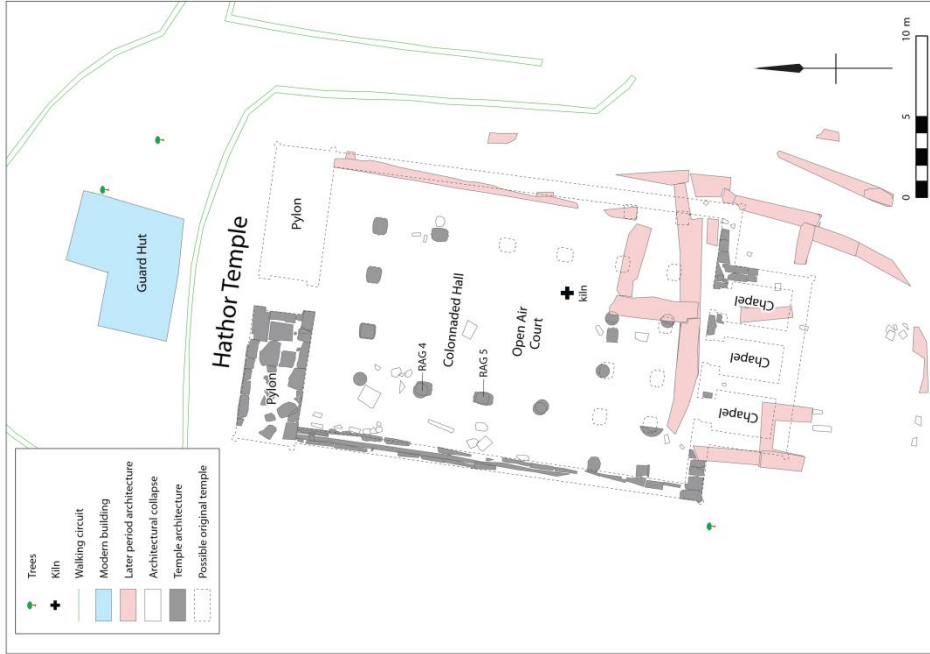 Trees
Kiln
Walking circuit
Modern building
Later period architecture
Architectural collapse
Temple architecture
Possible original temple
Guard Hut
Hathor Temple
Pylon
Pylon
RAG 4
Colonnaded Hall
RAG 5
Open Air
Court
kiln
Chapel
Chapel
Chapel
0
5
10 m